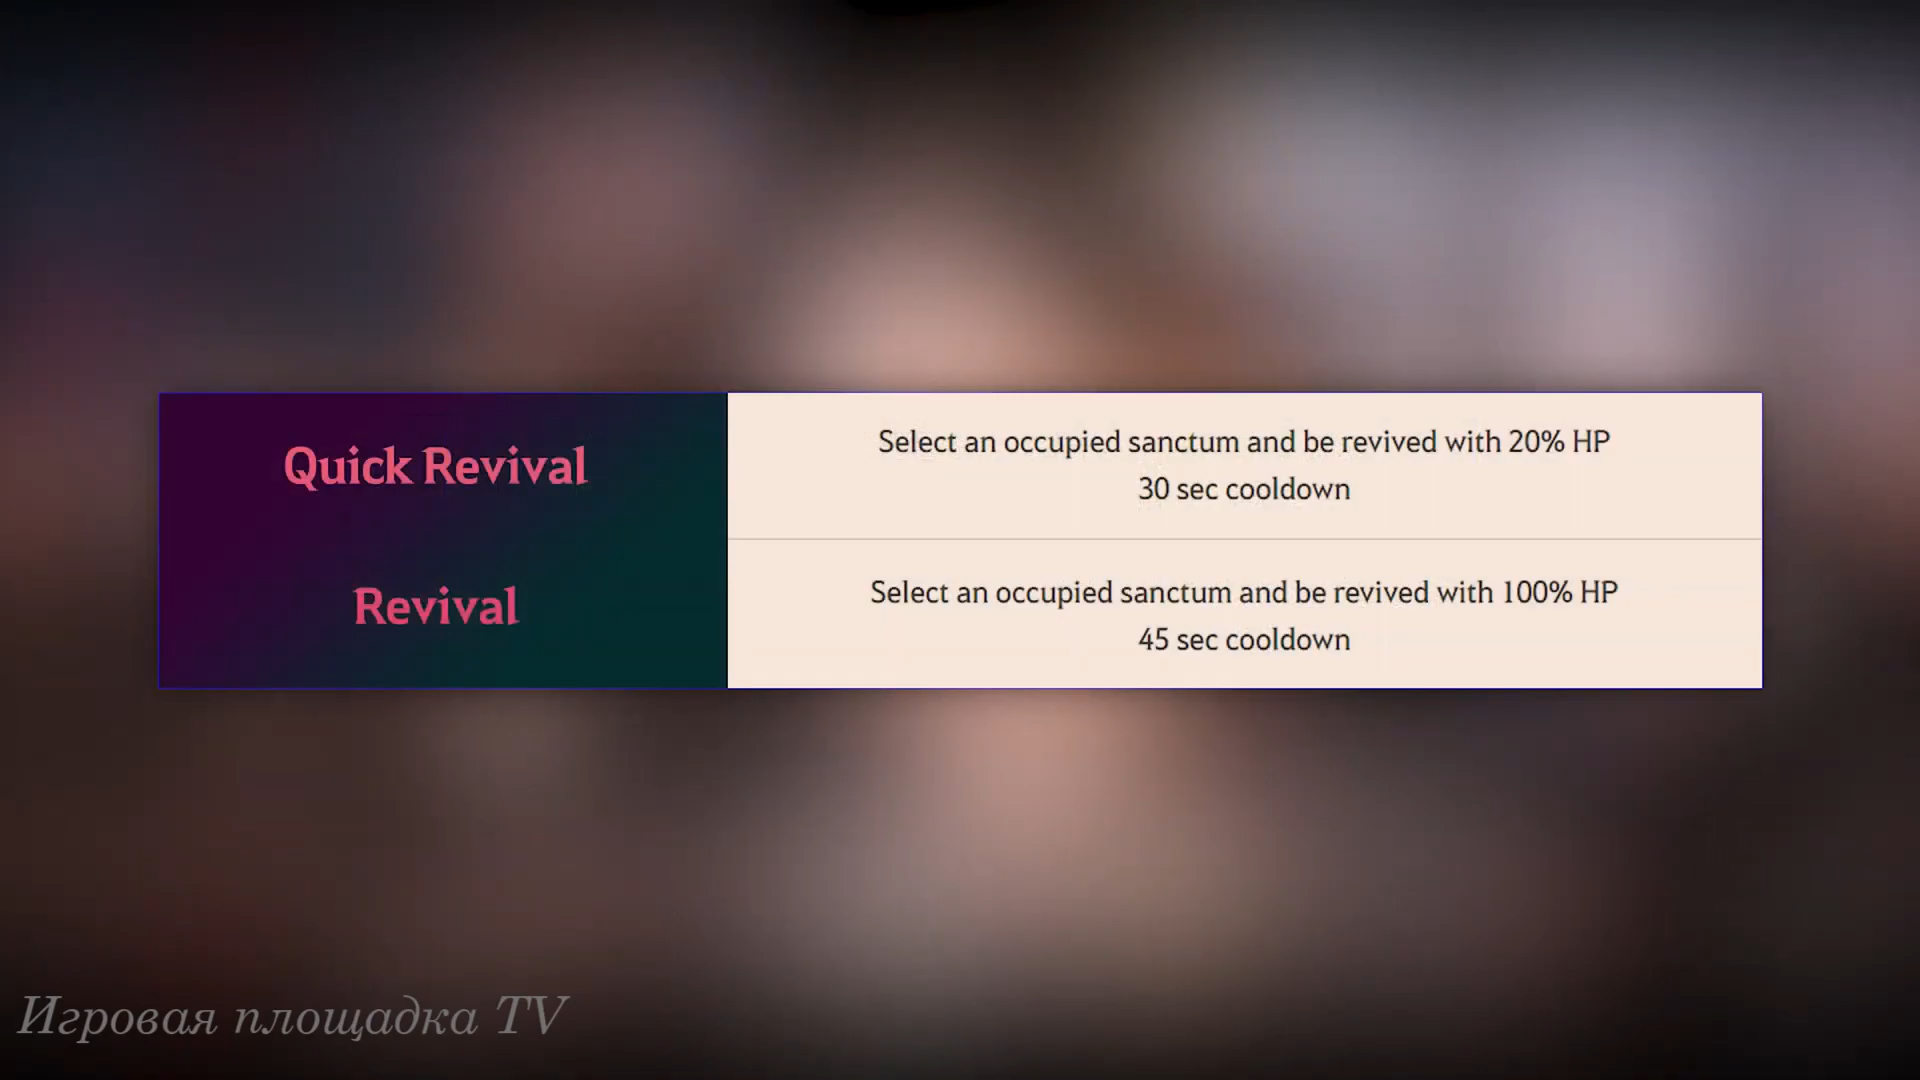 Quick Revival
Select an occupied sanctum and be revived with 20% HP
30 sec cooldown
Revival
Select an occupied sanctum and be revived with 100% HP
45 sec cooldown
Игровая площадка TV